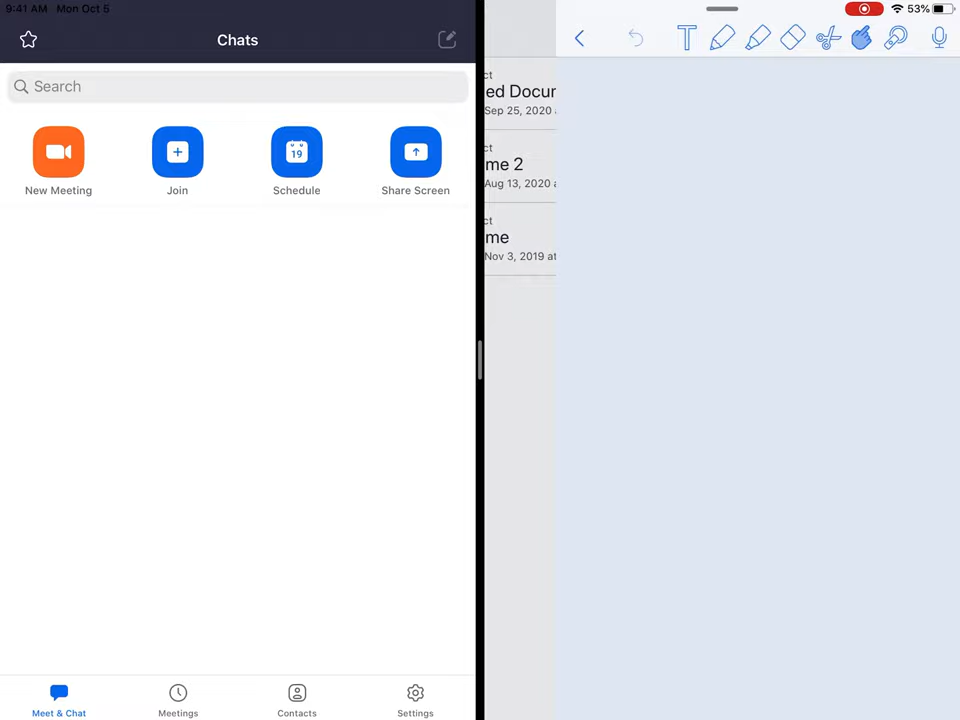 9:41 AM Mon Oct 5
53%
Chats
Search
19
New Meeting
Join
Schedule
Share Screen
ct
ed Docur
Sep 25, 2020
ct
me 2
Aug 13, 2020 a
ct
me
Nov 3, 2019 at
T
Meet & Chat
Meetings
Contacts
Settings